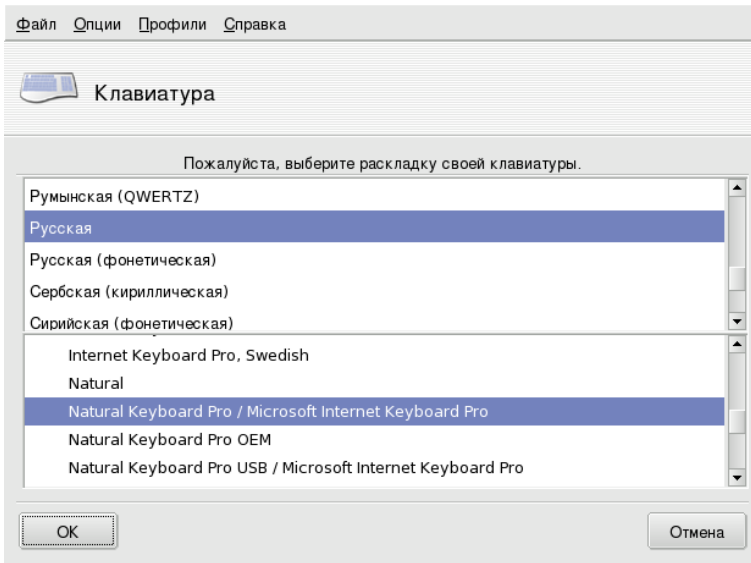 Файл Опции Профили Справка
Клавиатура
Пожалуйста, выберите раскладку своей клавиатуры.
Румынская (QWERTZ)
Русская
Русская (фонетическая)
Сербская (кириллическая)
Сирийская (фонетическая)
Internet Keyboard Pro, Swedish
Natural
Natural Keyboard Pro / Microsoft Internet Keyboard Pro
Natural Keyboard Pro OEM
Natural Keyboard Pro USB / Microsoft Internet Keyboard Pro
OK Отмена